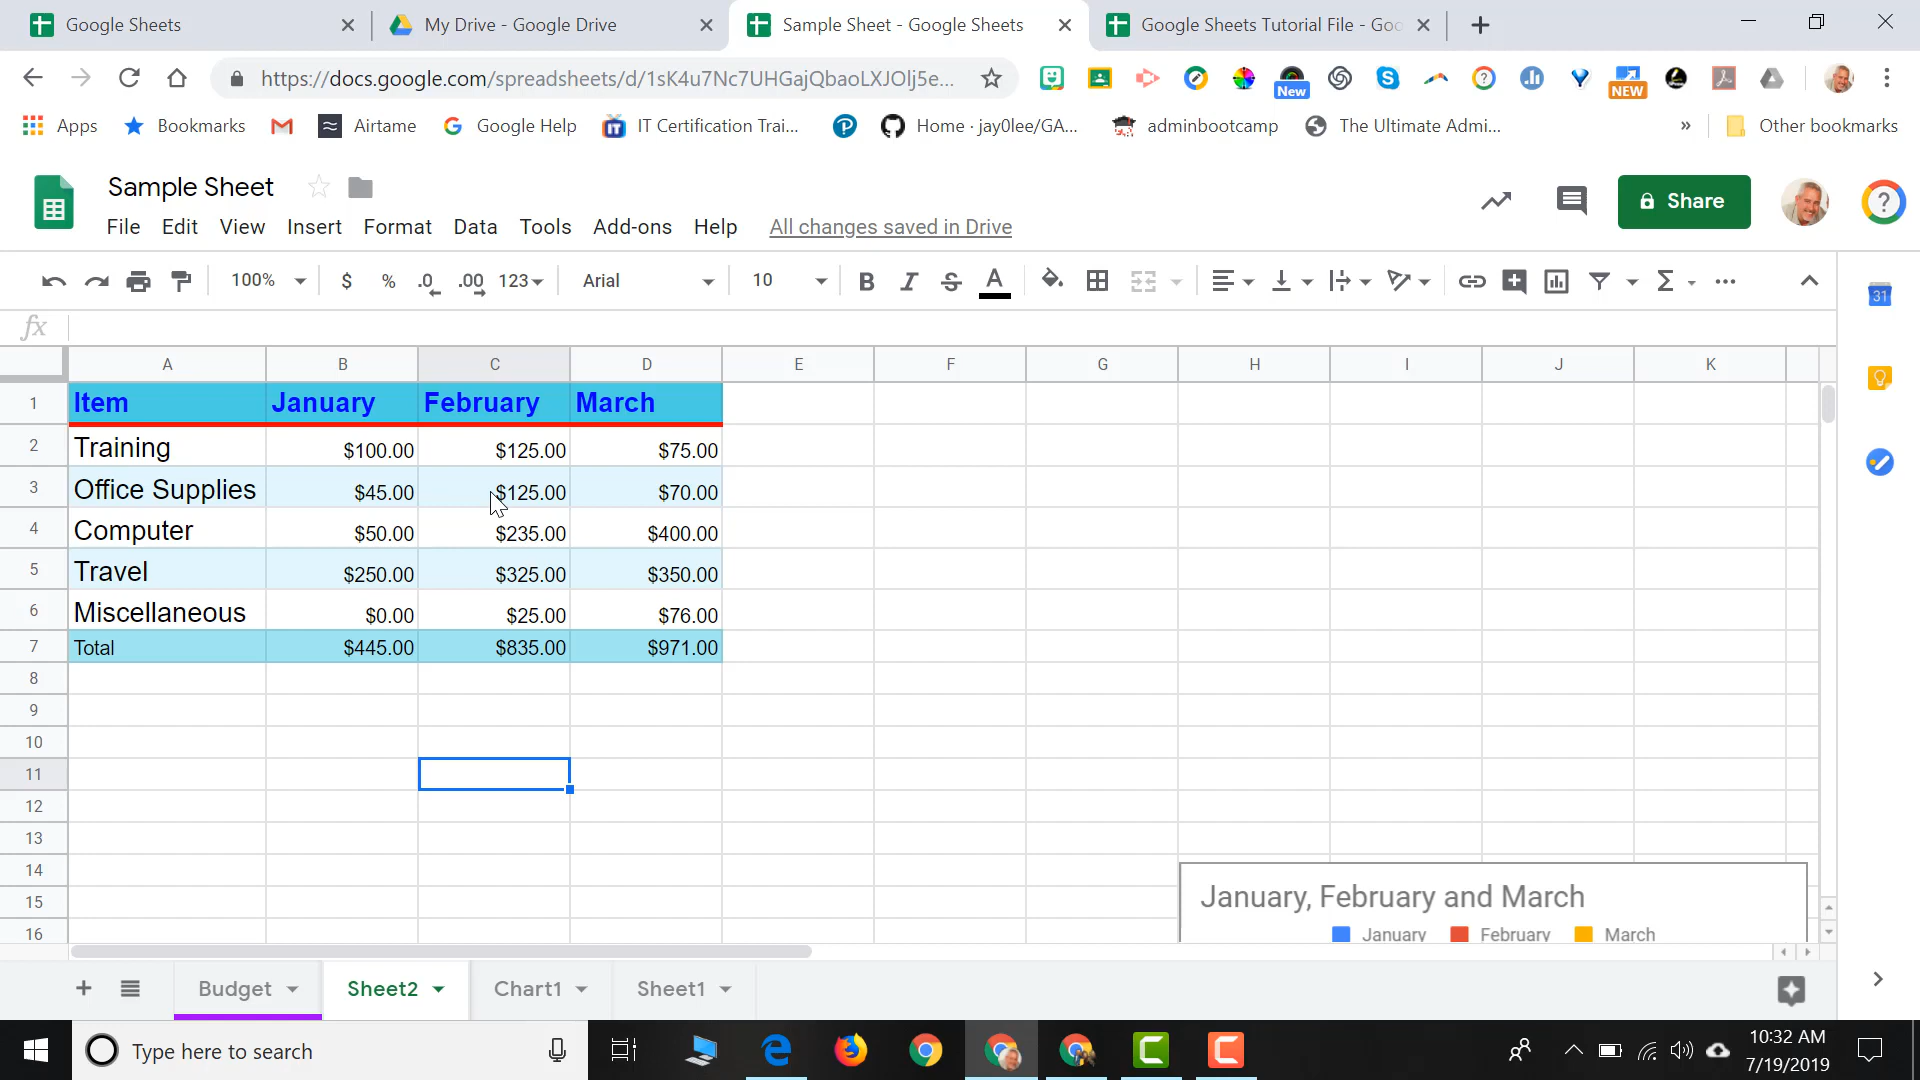 Google Sheets
My Drive - Google Drive
Sample Sheet - Google Sheets
Google Sheets Tutorial File - Goo
https://docs.google.com/spreadsheets/d/1sK4u7Nc7UHGajQbaoLXJOlj5e...
New
NEW
Apps
Bookmarks
Airtame
Google Help
IT Certification Trai...
Home · jay0lee/GA...
adminbootcamp
The Ultimate Admi...
»
Other bookmarks
Sample Sheet
Share
File Edit View Insert Format Data Tools Add-ons Help All changes saved in Drive
100% $ % .0 .00 123 Arial 10 B I S A Σ
31
fx
A B C D E F G H I J K
1 Item January February March
2 Training $100.00 $125.00 $75.00
3 Office Supplies $45.00 $125.00 $70.00
4 Computer $50.00 $235.00 $400.00
5 Travel $250.00 $325.00 $350.00
6 Miscellaneous $0.00 $25.00 $76.00
7 Total $445.00 $835.00 $971.00
8
9
10
11
12
13
14
15
16
January, February and March
January February March
Budget Sheet2 Chart1 Sheet1
Type here to search
10:32 AM
7/19/2019